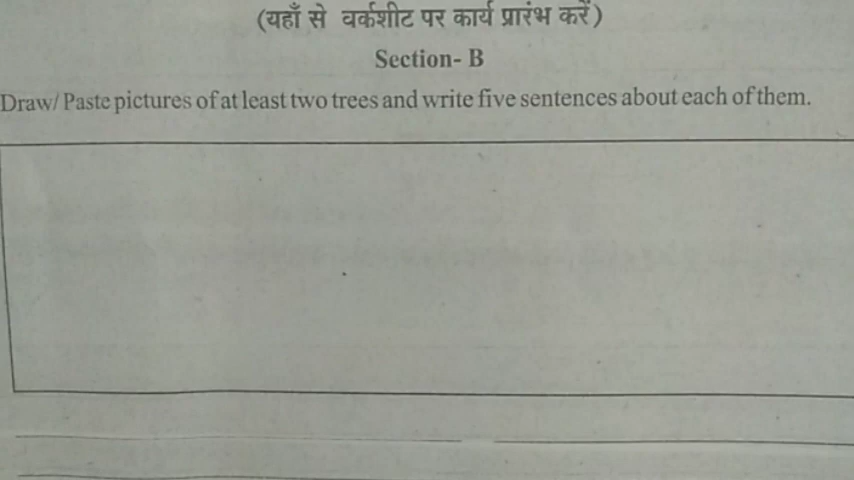 (यहाँ से वर्कशीट पर कार्य प्रारंभ करें)
Section- B
Draw/ Paste pictures of at least two trees and write five sentences about each of them.